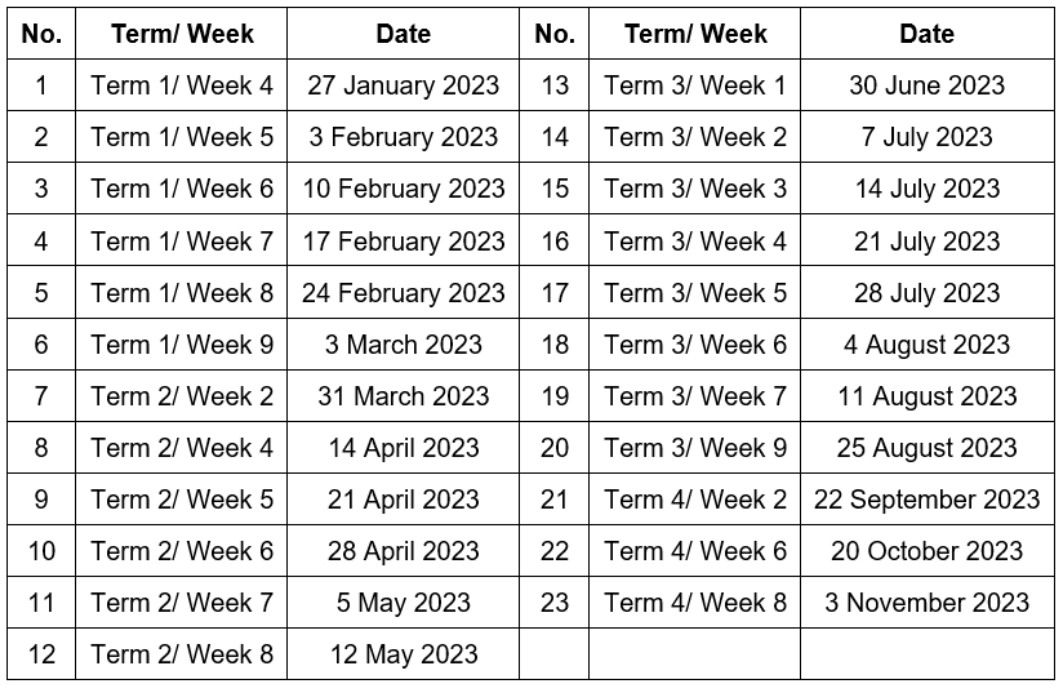 No. Term/ Week Date No. Term/ Week Date
1 Term 1/ Week 4 27 January 2023 13 Term 3/ Week 1 30 June 2023
2 Term 1/ Week 5 3 February 2023 14 Term 3/ Week 2 7 July 2023
3 Term 1/ Week 6 10 February 2023 15 Term 3/ Week 3 14 July 2023
4 Term 1/ Week 7 17 February 2023 16 Term 3/ Week 4 21 July 2023
5 Term 1/ Week 8 24 February 2023 17 Term 3/ Week 5 28 July 2023
6 Term 1/ Week 9 3 March 2023 18 Term 3/ Week 6 4 August 2023
7 Term 2/ Week 2 31 March 2023 19 Term 3/ Week 7 11 August 2023
8 Term 2/ Week 4 14 April 2023 20 Term 3/ Week 9 25 August 2023
9 Term 2/ Week 5 21 April 2023 21 Term 4/ Week 2 22 September 2023
10 Term 2/ Week 6 28 April 2023 22 Term 4/ Week 6 20 October 2023
11 Term 2/ Week 7 5 May 2023 23 Term 4/ Week 8 3 November 2023
12 Term 2/ Week 8 12 May 2023